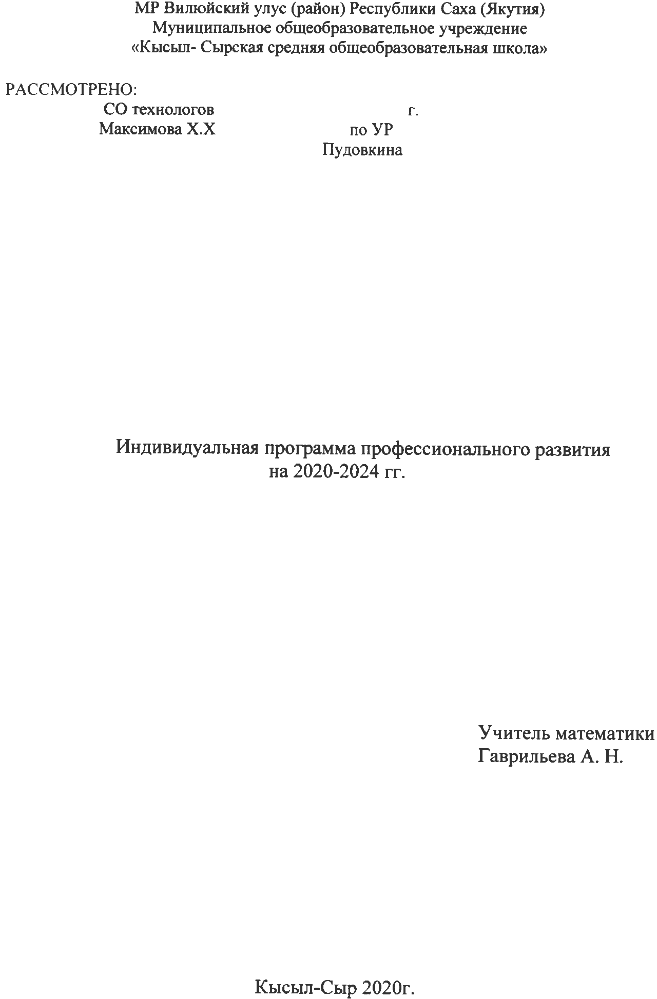 МР Вилюйский улус (район) Республики Саха (Якутия)
Муниципальное общеобразовательное учреждение
«Кысыл- Сырская средняя общеобразовательная школа»
РАССМОТРЕНО:
СО технологов г.
Максимова Х.Х по УР
Пудовкина
Индивидуальная программа профессионального развития
на 2020-2024 гг.
Учитель математики
Гаврильева А. Н.
Кысыл-Сыр 2020г.